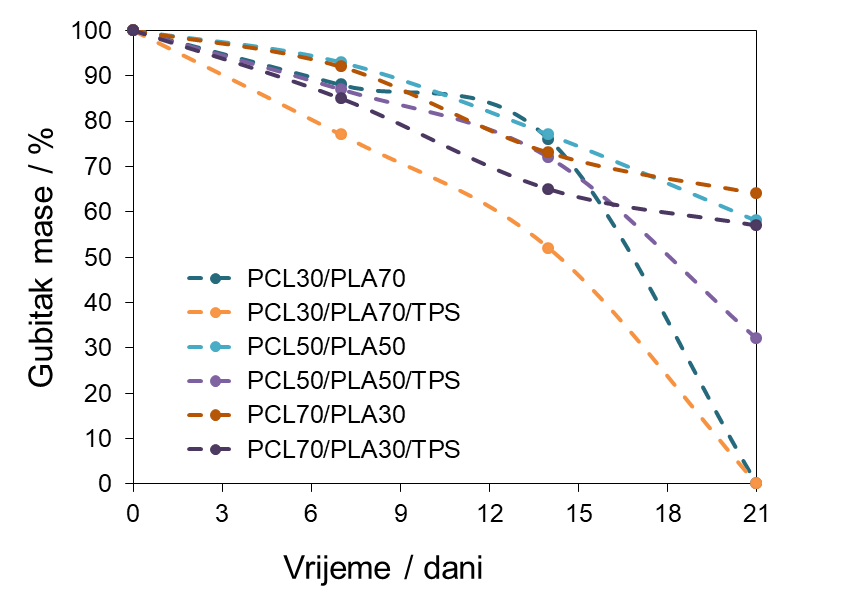 100
90
80
70
60
50
40
30
20
10
0
Gubitak mase / %
PCL30/PLA70
PCL30/PLA70/TPS
PCL50/PLA50
PCL50/PLA50/TPS
PCL70/PLA30
PCL70/PLA30/TPS
0 3 6 9 12 15 18 21
Vrijeme / dani